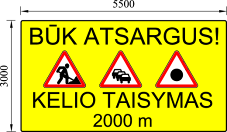 5500
3000
BŪK ATSARGUS!
KELIO TAISYMAS
2000 m